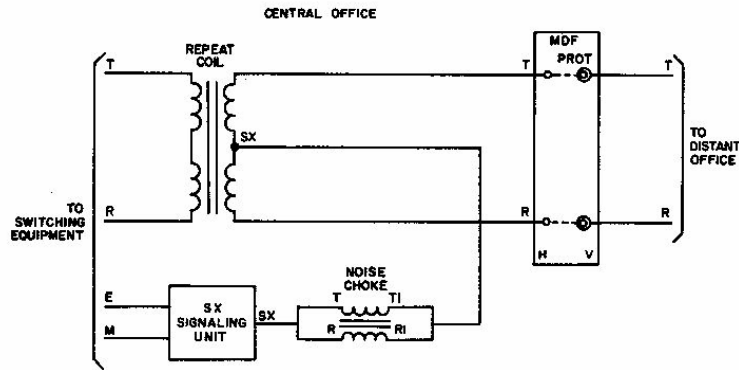 CENTRAL OFFICE
REPEAT
COIL
MDF
PROT
T
T
T
SX
TO
DISTANT
OFFICE
R
R
R
TO
SWITCHING
EQUIPMENT
H
V
NOISE
CHOKE
E
T
TI
SX
SIGNALING
UNIT
SX
M
R
RI